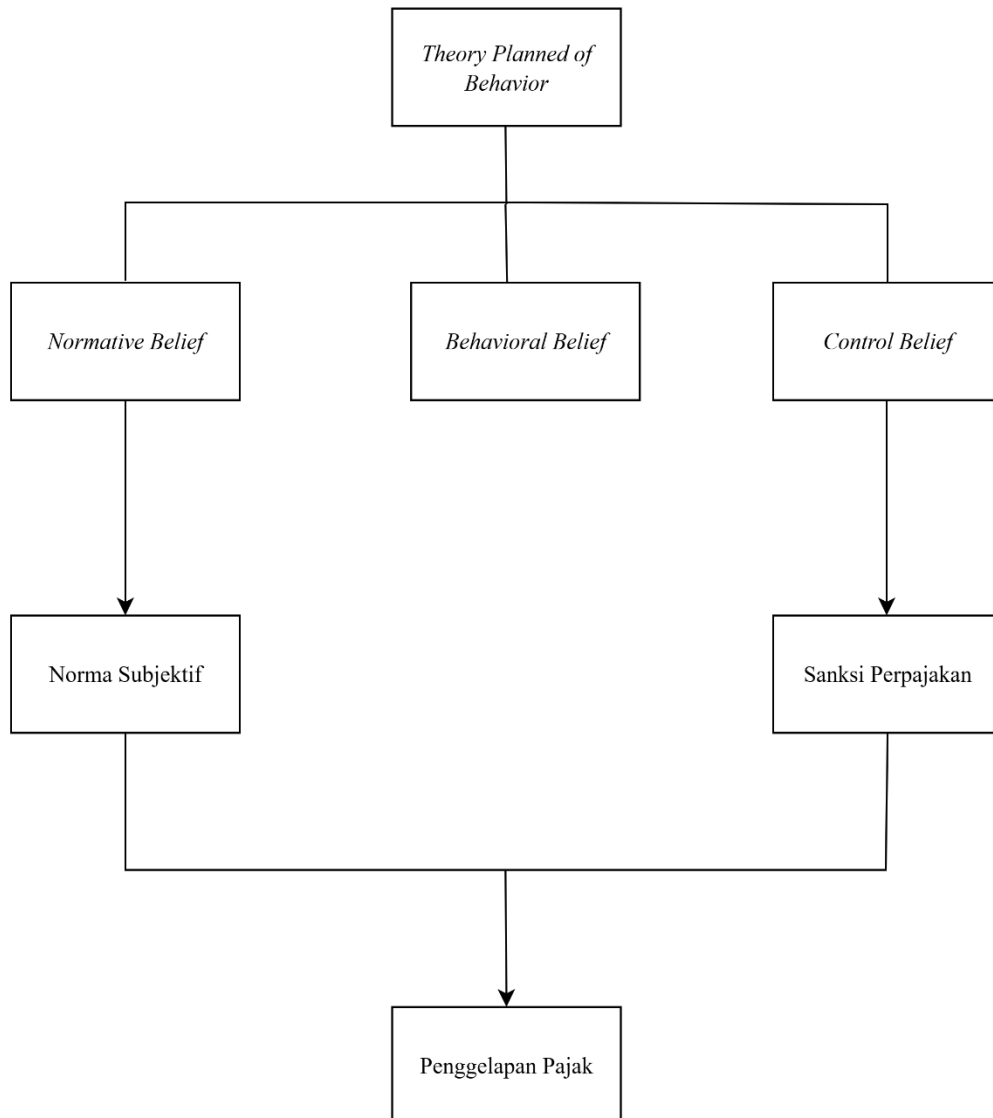 Theory Planned of
Behavior
Normative Belief
Behavioral Belief
Control Belief
Norma Subjektif
Sanksi Perpajakan
Penggelapan Pajak